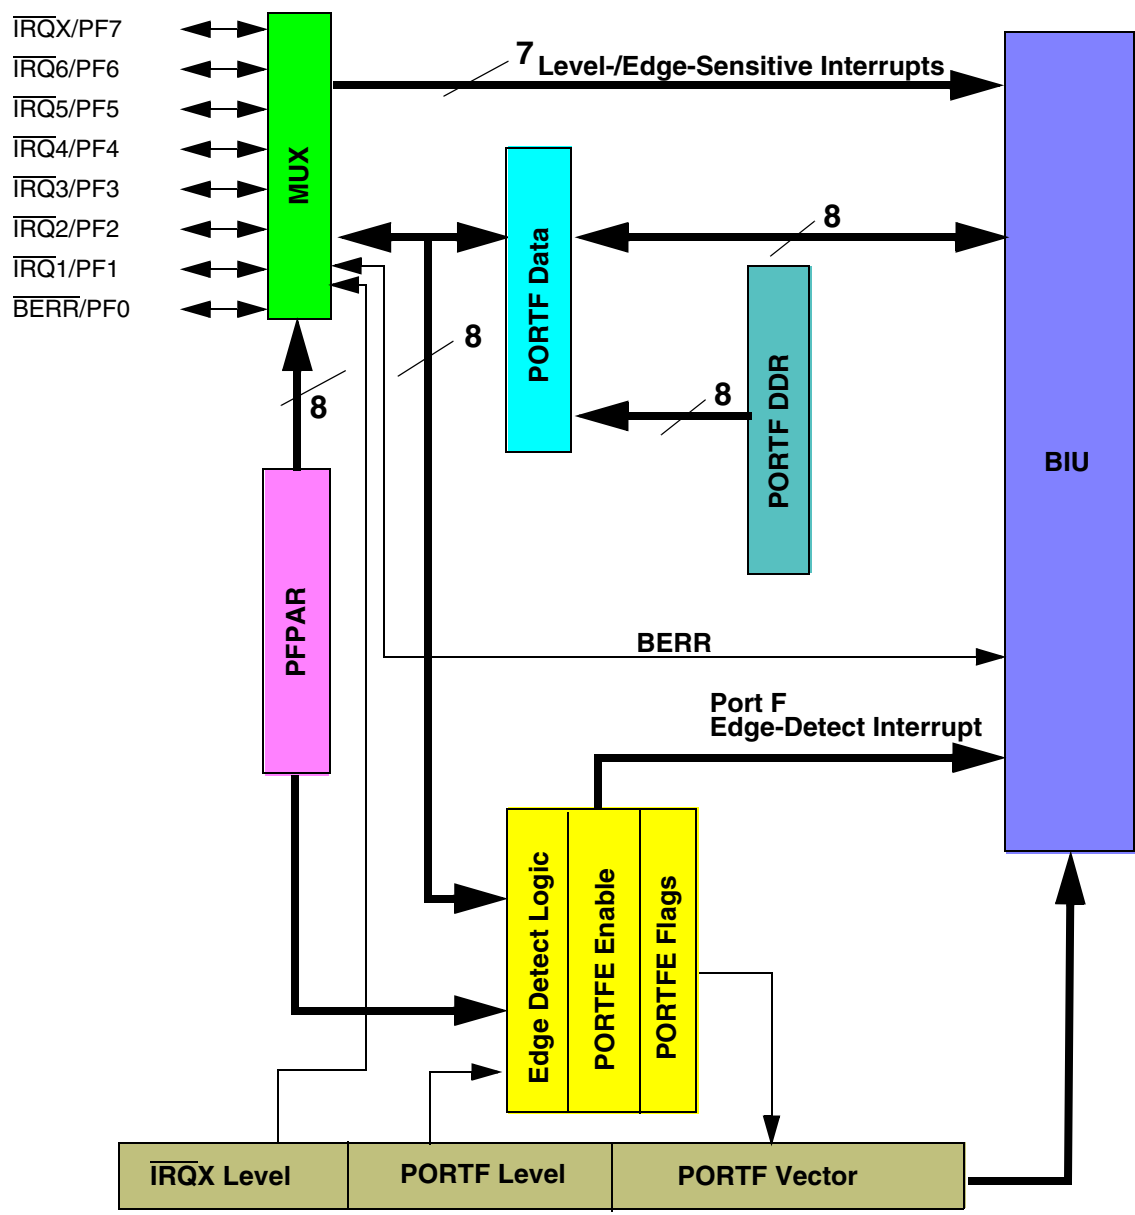 IRQX/PF7
IRQ6/PF6
IRQ5/PF5
IRQ4/PF4
IRQ3/PF3
IRQ2/PF2
IRQ1/PF1
BERR/PF0
MUX
7
Level-/Edge-Sensitive Interrupts
PORTF Data
8
8
8
8
PORTF DDR
BIU
PFPAR
BERR
Port F
Edge-Detect Interrupt
Edge Detect Logic
PORTFE Enable
PORTFE Flags
IRQX Level
PORTF Level
PORTF Vector